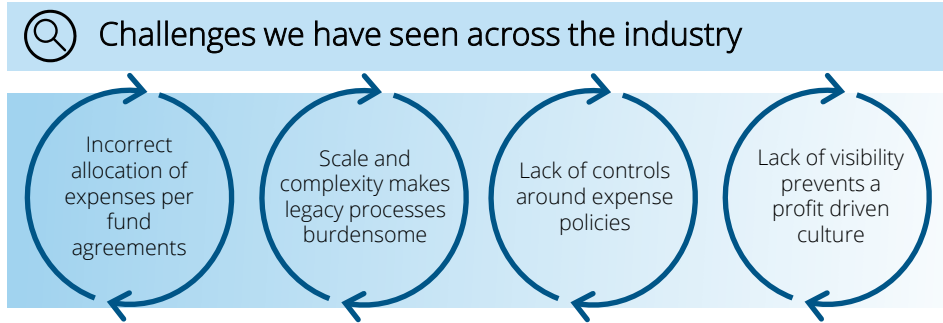 Challenges we have seen across the industry
Incorrect
allocation of
expenses per
fund
agreements
Scale and
complexity makes
legacy processes
burdensome
Lack of controls
around expense
policies
Lack of visibility
prevents a
profit driven
culture